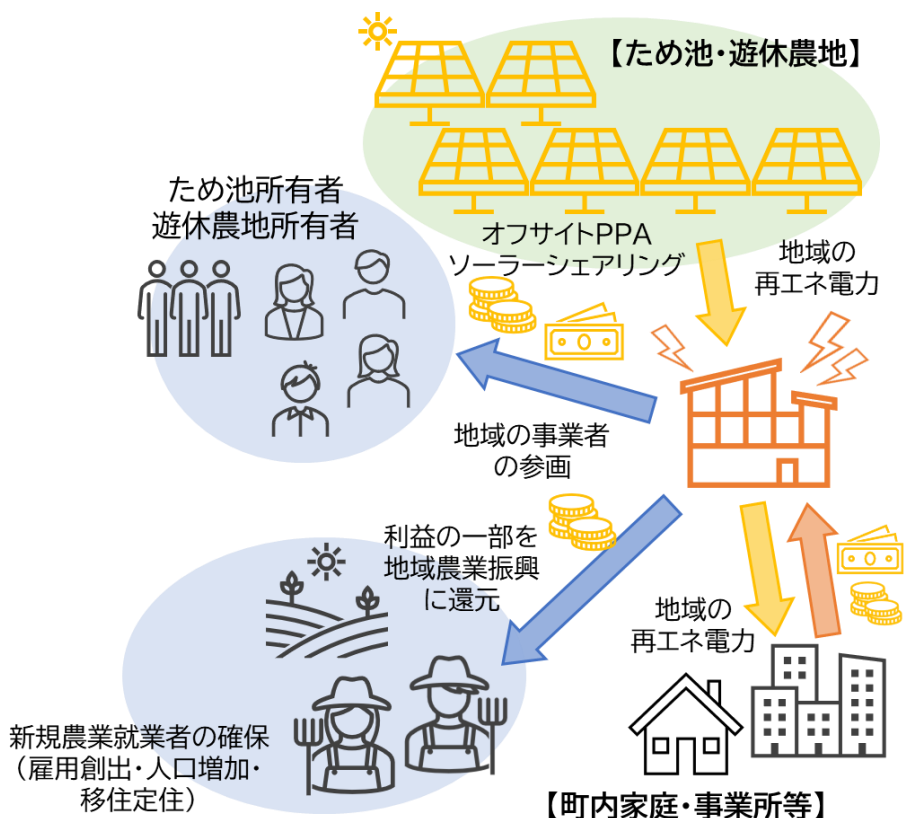 【ため池・遊休農地】
ため池所有者
遊休農地所有者
オフサイトPPA
ソーラーシェアリング
地域の
再エネ電力
地域の事業者
の参画
利益の一部を
地域農業振興
に還元
地域の
再エネ電力
新規農業就業者の確保
（雇用創出・人口増加・
移住定住）
【町内家庭・事業所等】